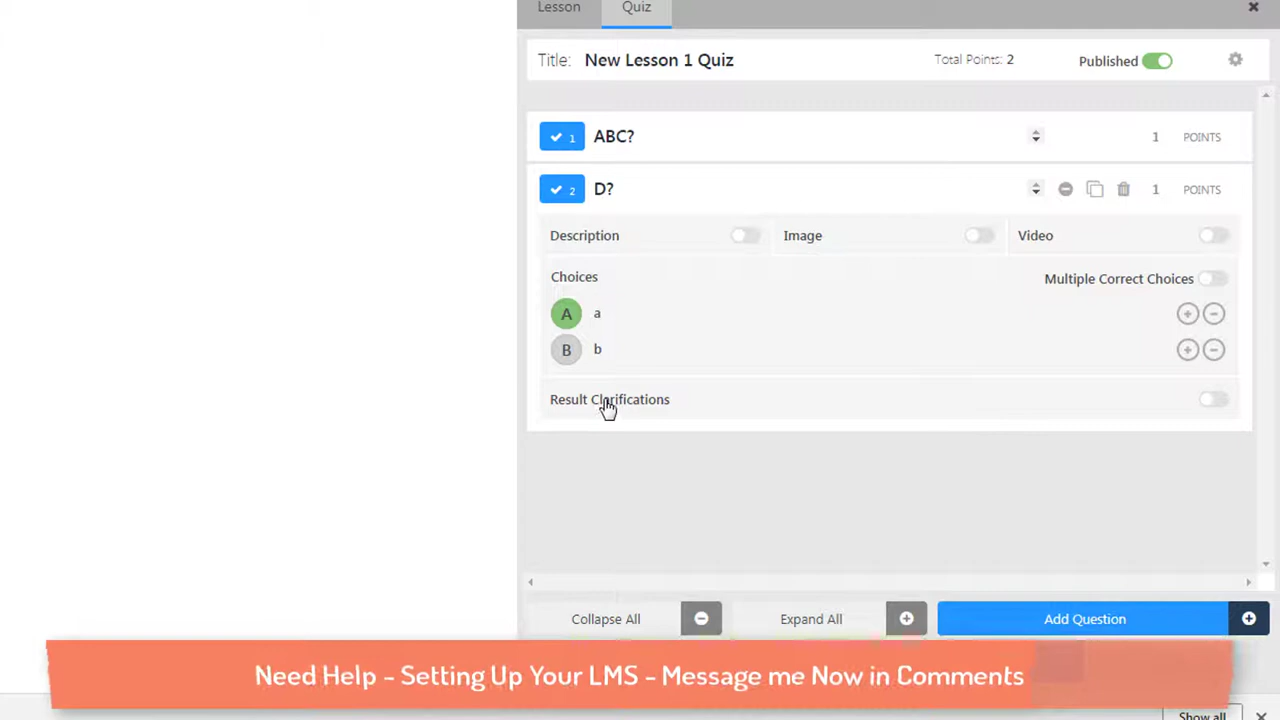 Lesson Quiz
Title: New Lesson 1 Quiz Total Points: 2 Published
1 ABC? 1 POINTS
2 D? 1 POINTS
Description Image Video
Choices Multiple Correct Choices
A a
B b
Result Clarifications
Collapse All Expand All Add Question
Need Help - Setting Up Your LMS - Message me Now in Comments
Show all